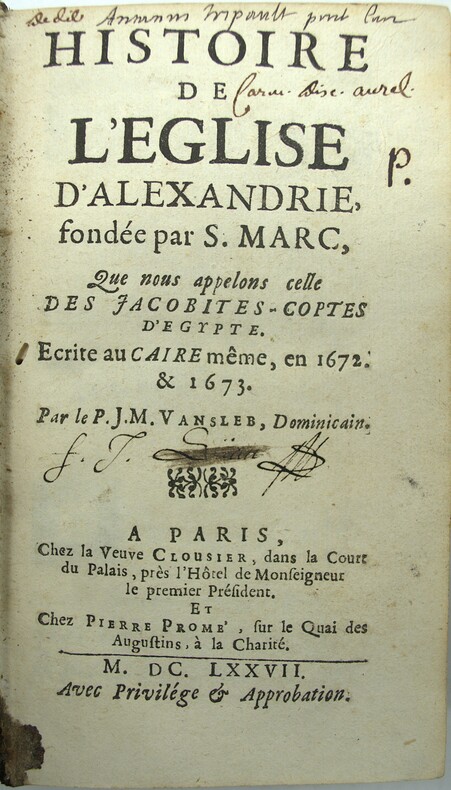 HISTOIRE
DE
L'EGLISE
D'ALEXANDRIE,
fondée par S. MARC,
p.
Que nous appelons celle
DES JACOBITES-COPTES
D'EGYPTE.
Ecrite au CAIRE même, en 1672.
& 1673.
Par le P. J. M. VANSLEB, Dominicain.
A PARIS,
Chez la Veuve CLOUSIER, dans la Court
du Palais, près l'Hôtel de Monſeigneur
le premier Préſident.
ET
Chez PIERRE PROME', ſur le Quai des
Auguſtins, à la Charité.
M. DC. LXXVII.
Avec Privilége & Approbation.